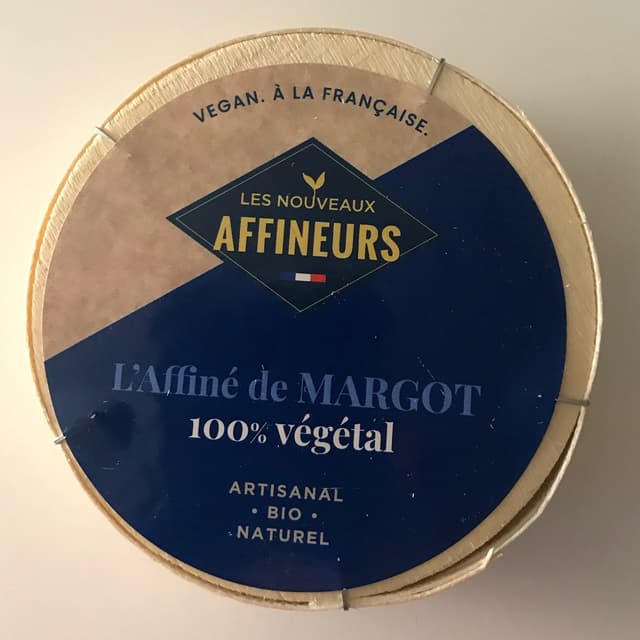 VEGAN. À LA FRANÇAISE.
LES NOUVEAUX
AFFINEURS
L'Affiné de MARGOT
100% végétal
ARTISANAL
• BIO •
NATUREL